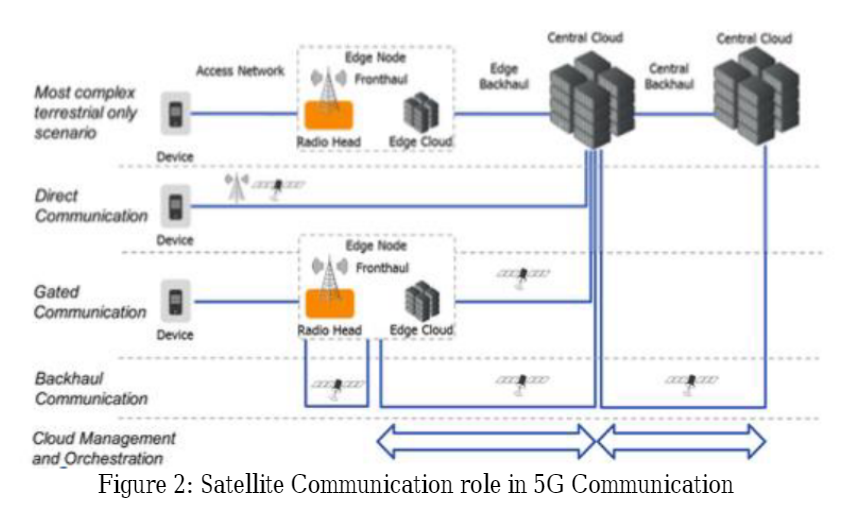 Central Cloud
Central Cloud
Edge Node
Access Network
Fronthaul
Edge
Backhaul
Central
Backhaul
Most complex
terrestrial only
scenario
Radio Head
Edge Cloud
Device
Direct
Communication
Device
Edge Node
Fronthaul
Gated
Communication
Radio Head
Edge Cloud
Device
Backhaul
Communication
Cloud Management
and Orchestration
Figure 2: Satellite Communication role in 5G Communication